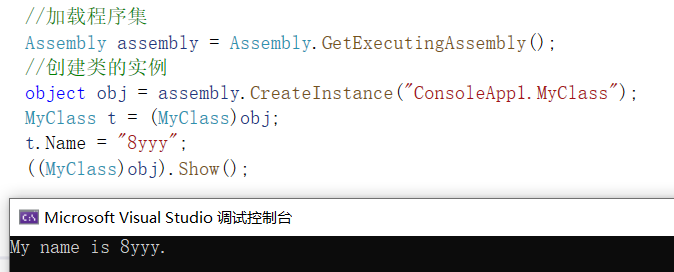 //加载程序集
Assembly assembly = Assembly.GetExecutingAssembly();
//创建类的实例
object obj = assembly.CreateInstance("ConsoleApp1.MyClass");
MyClass t = (MyClass)obj;
t.Name = "8yyy";
((MyClass)obj).Show();
C:\ Microsoft Visual Studio 调试控制台
My name is 8yyy.